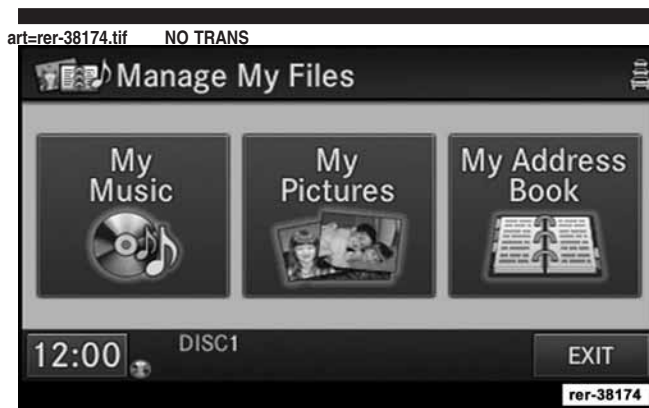 art=rer-38174.tif NO TRANS
Manage My Files
My
Music
My
Pictures
My Address
Book
12:00
DISC1
EXIT
rer-38174